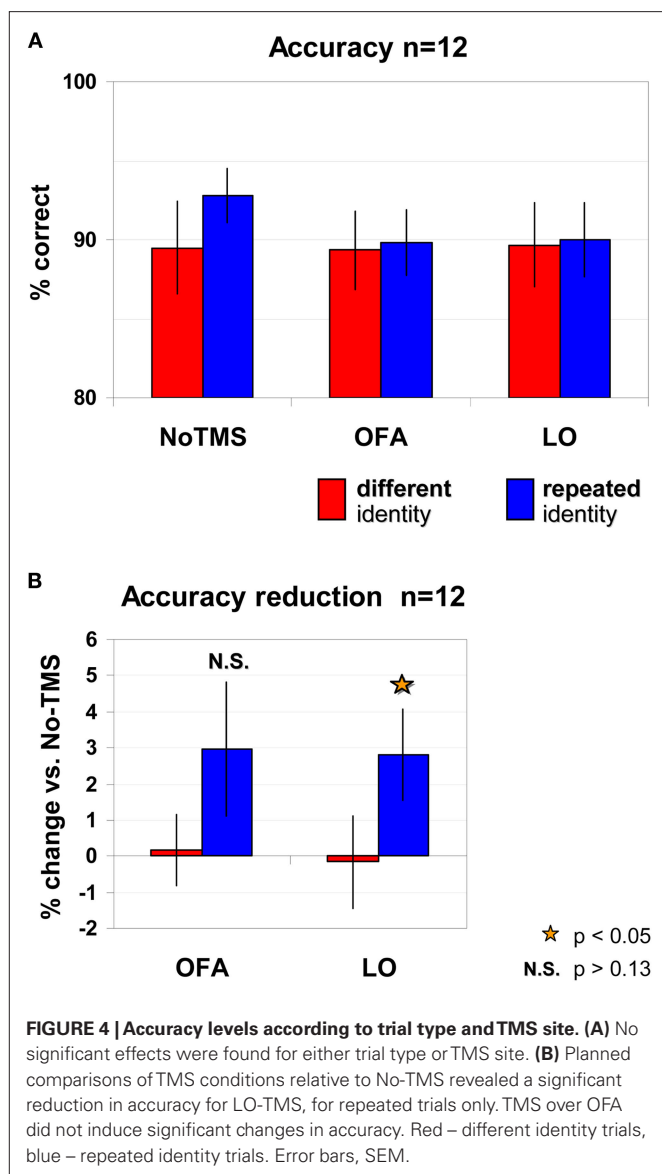 A
Accuracy n=12
100
90
80
% correct
NoTMS OFA LO
different identity
repeated identity
B
Accuracy reduction n=12
6
5
4
3
2
1
0
-1
-2
% change vs. No-TMS
N.S.
OFA LO
p < 0.05
N.S. p > 0.13
FIGURE 4 | Accuracy levels according to trial type and TMS site. (A) No
significant effects were found for either trial type or TMS site. (B) Planned
comparisons of TMS conditions relative to No-TMS revealed a significant
reduction in accuracy for LO-TMS, for repeated trials only. TMS over OFA
did not induce significant changes in accuracy. Red – different identity trials,
blue – repeated identity trials. Error bars, SEM.